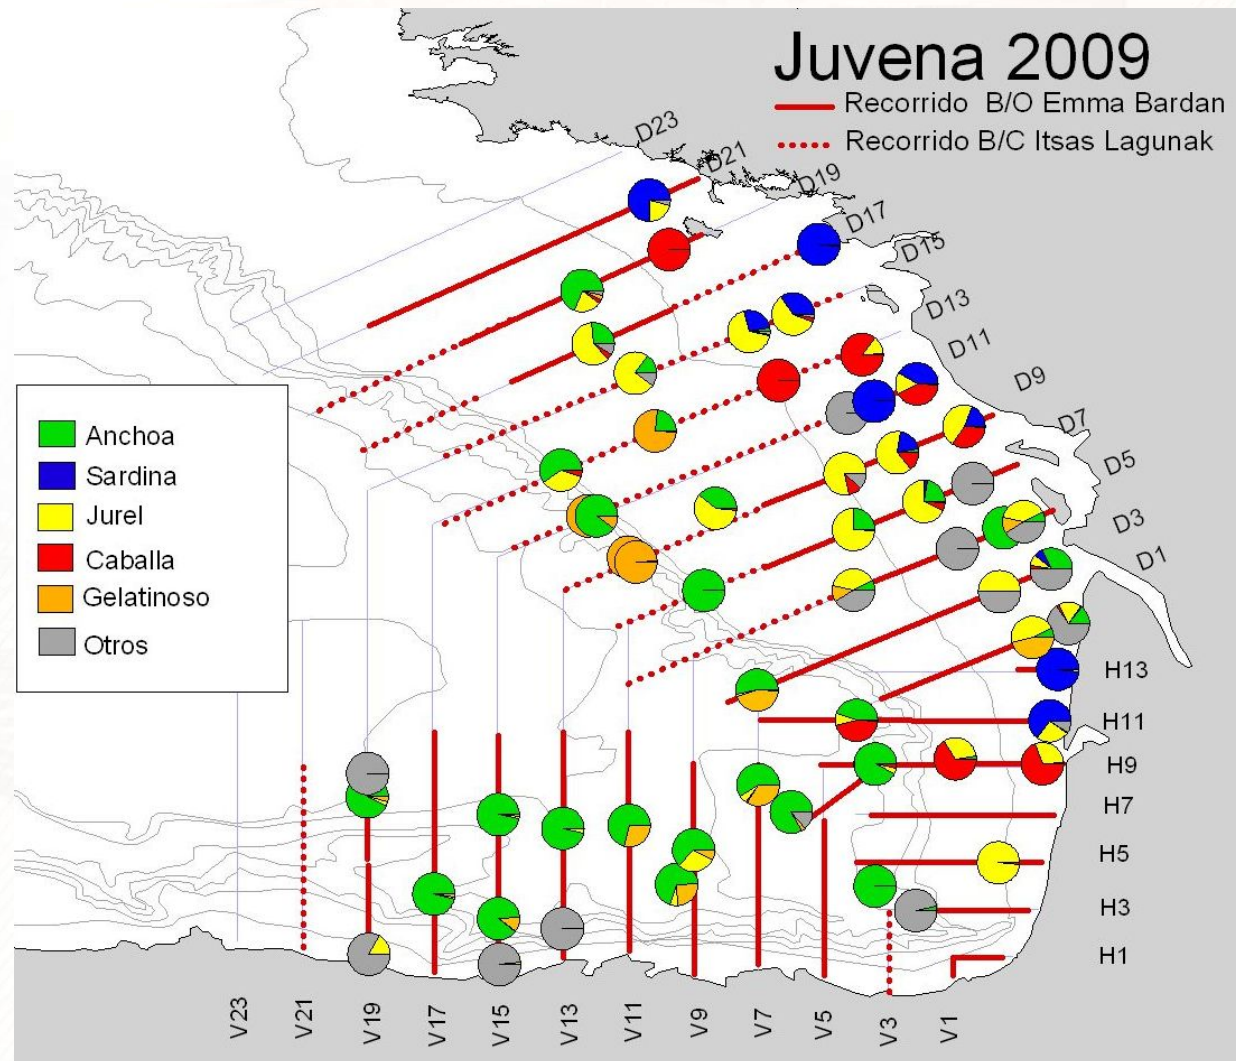 Juvena 2009
Recorrido B/O Emma Bardan
Recorrido B/C Itsas Lagunak
D23
D21
D19
D17
D15
D13
D11
D9
D7
D5
D3
D1
Anchoa
Sardina
Jurel
Caballa
Gelatinoso
Otros
H13
H11
H9
H7
H5
H3
H1
V23
V21
V19
V17
V15
V13
V11
V9
V7
V5
V3
V1